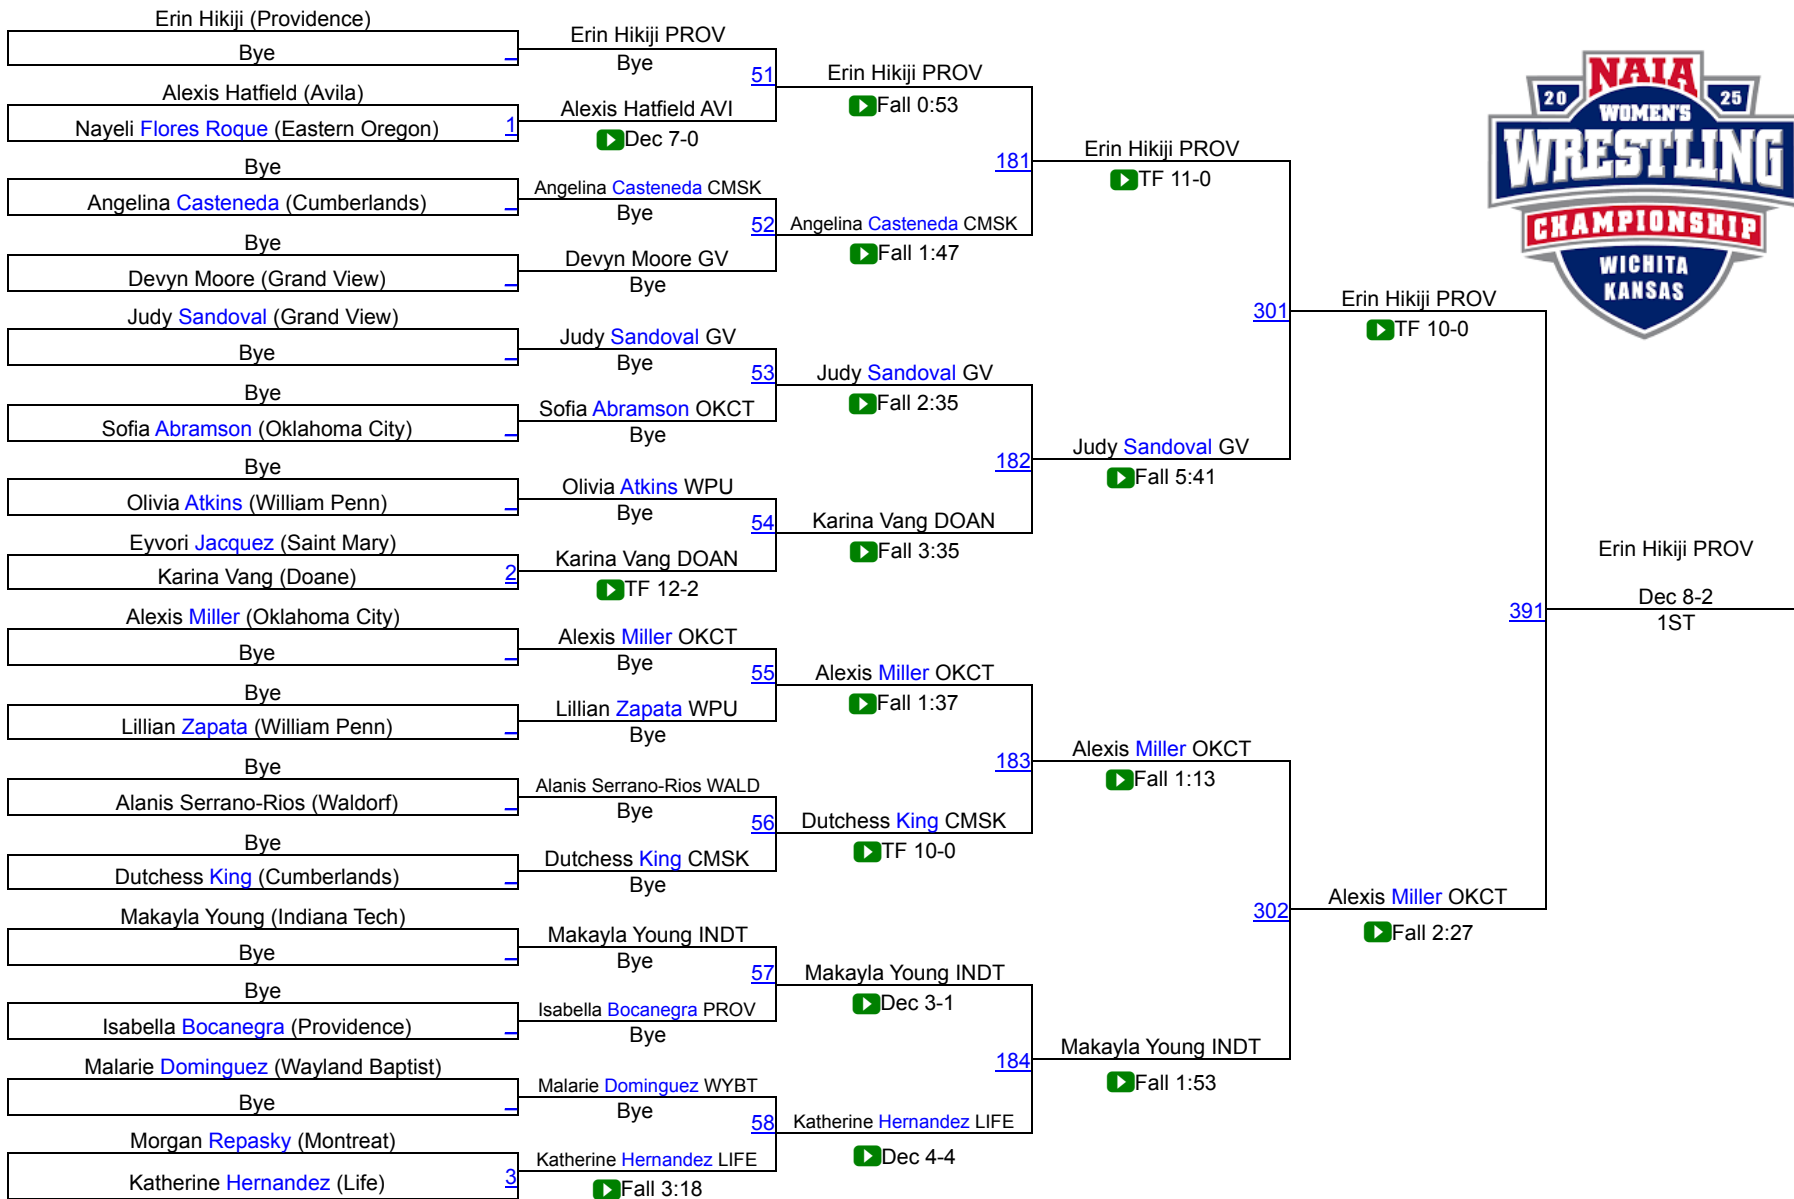 Erin Hikiji (Providence)
Bye
Alexis Hatfield (Avila)
Nayeli Flores Roque (Eastern Oregon) 1
Bye
Angelina Casteneda (Cumberlands)
Bye
Devyn Moore (Grand View)
Judy Sandoval (Grand View)
Bye
Bye
Sofia Abramson (Oklahoma City)
Bye
Olivia Atkins (William Penn)
Eyvori Jacquez (Saint Mary)
Karina Vang (Doane) 2
Alexis Miller (Oklahoma City)
Bye
Bye
Lillian Zapata (William Penn)
Bye
Alanis Serrano-Rios (Waldorf)
Bye
Dutchess King (Cumberlands)
Makayla Young (Indiana Tech)
Bye
Bye
Isabella Bocanegra (Providence)
Malarie Dominguez (Wayland Baptist)
Bye
Morgan Repasky (Montreat)
Katherine Hernandez (Life) 3
Erin Hikiji PROV
Bye
51
Alexis Hatfield AVI
Dec 7-0
Angelina Casteneda CMSK
Bye
52
Devyn Moore GV
Bye
Judy Sandoval GV
Bye
53
Sofia Abramson OKCT
Bye
Olivia Atkins WPU
Bye
54
Karina Vang DOAN
TF 12-2
Alexis Miller OKCT
Bye
55
Lillian Zapata WPU
Bye
Alanis Serrano-Rios WALD
Bye
56
Dutchess King CMSK
Bye
Makayla Young INDT
Bye
57
Isabella Bocanegra PROV
Bye
Malarie Dominguez WYBT
Bye
58
Katherine Hernandez LIFE
Fall 3:18
Erin Hikiji PROV
Fall 0:53
181
Angelina Casteneda CMSK
Fall 1:47
Judy Sandoval GV
Fall 2:35
182
Karina Vang DOAN
Fall 3:35
Alexis Miller OKCT
Fall 1:37
183
Dutchess King CMSK
TF 10-0
Makayla Young INDT
Dec 3-1
184
Katherine Hernandez LIFE
Dec 4-4
Erin Hikiji PROV
TF 11-0
301
Judy Sandoval GV
Fall 5:41
Alexis Miller OKCT
Fall 1:13
302
Makayla Young INDT
Fall 1:53
Erin Hikiji PROV
TF 10-0
391
Alexis Miller OKCT
Fall 2:27
Erin Hikiji PROV
Dec 8-2
1ST
NAIA
20 25
WOMEN'S
WRESTLING
CHAMPIONSHIP
WICHITA
KANSAS